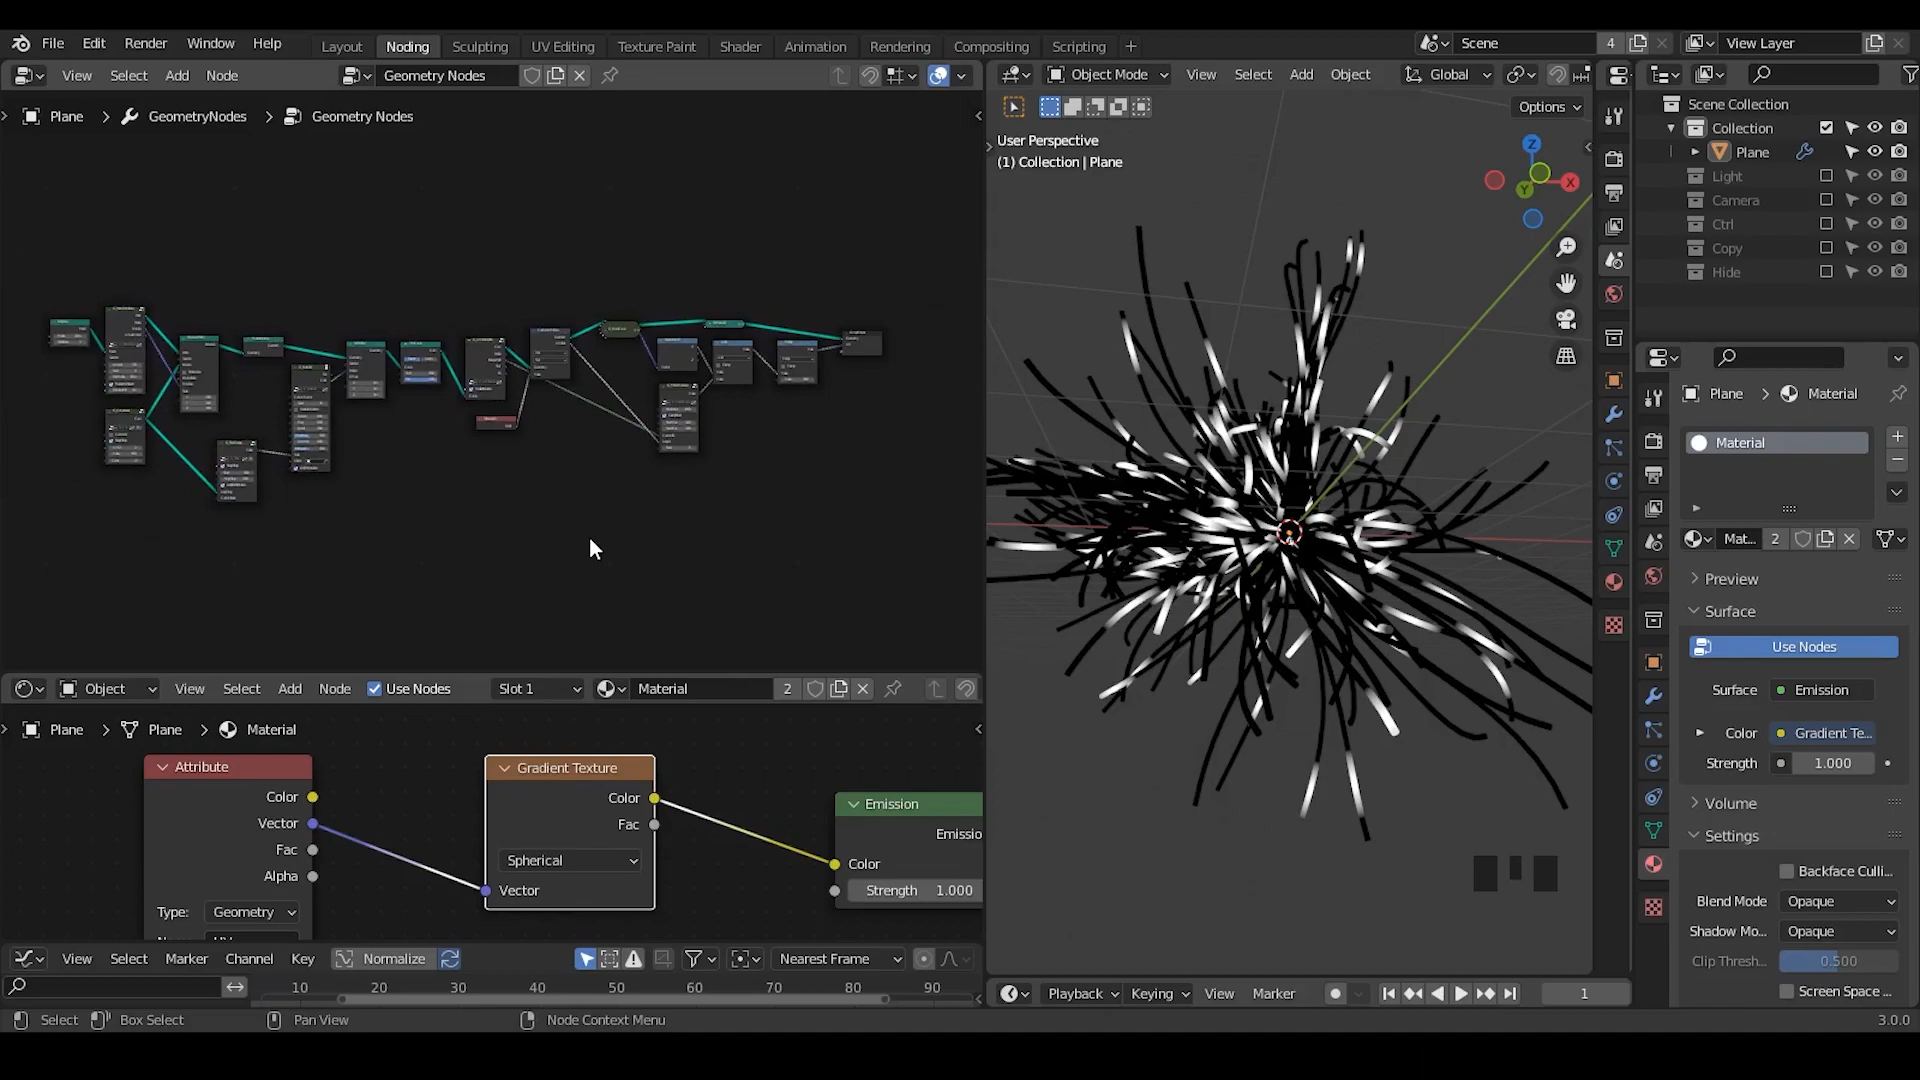 File Edit Render Window Help Layout Noding Sculpting UV Editing Texture Paint Shader Animation Rendering Compositing Scripting + Scene 4 View Layer
View Select Add Node Geometry Nodes Object Mode View Select Add Object Global
Plane > GeometryNodes > Geometry Nodes
Options
User Perspective
(1) Collection | Plane
Z
X
Y
Scene Collection
Collection
Plane
Light
Camera
Ctrl
Copy
Hide
Plane > Material
Material
Mat... 2
Preview
Surface
Use Nodes
Surface Emission
Color Gradient Te...
Strength 1.000
Volume
Settings
Backface Culli...
Blend Mode Opaque
Shadow Mo... Opaque
Clip Thresh... 0.500
Screen Space ...
Object View Select Add Node Use Nodes Slot 1 Material 2
Plane > Plane > Material
Attribute
Color
Vector
Fac
Alpha
Type: Geometry
Gradient Texture
Color
Fac
Spherical
Vector
Emission
Emissio
Color
Strength 1.000
View Select Marker Channel Key Normalize Nearest Frame
10 20 30 40 50 60 70 80 90
Playback Keying View Marker 1
Select Box Select Pan View Node Context Menu 3.0.0